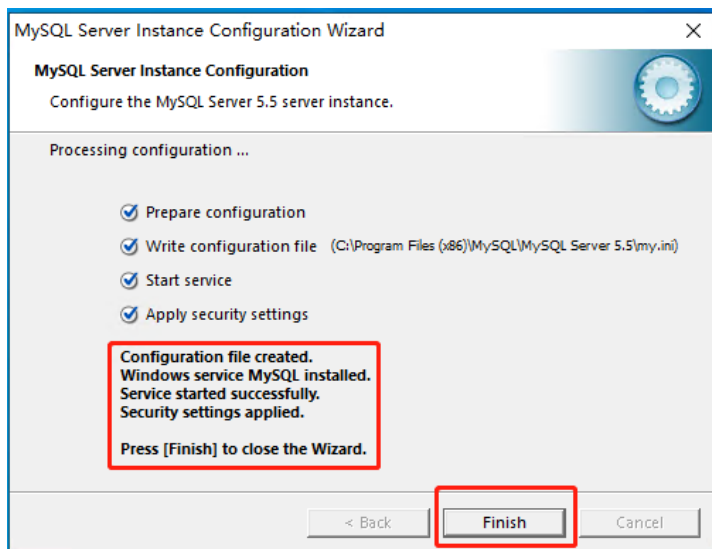 MySQL Server Instance Configuration Wizard
MySQL Server Instance Configuration
Configure the MySQL Server 5.5 server instance.
Processing configuration ...
Prepare configuration
Write configuration file (C:\Program Files (x86)\MySQL\MySQL Server 5.5\my.ini)
Start service
Apply security settings
Configuration file created.
Windows service MySQL installed.
Service started successfully.
Security settings applied.
Press [Finish] to close the Wizard.
< Back Finish Cancel